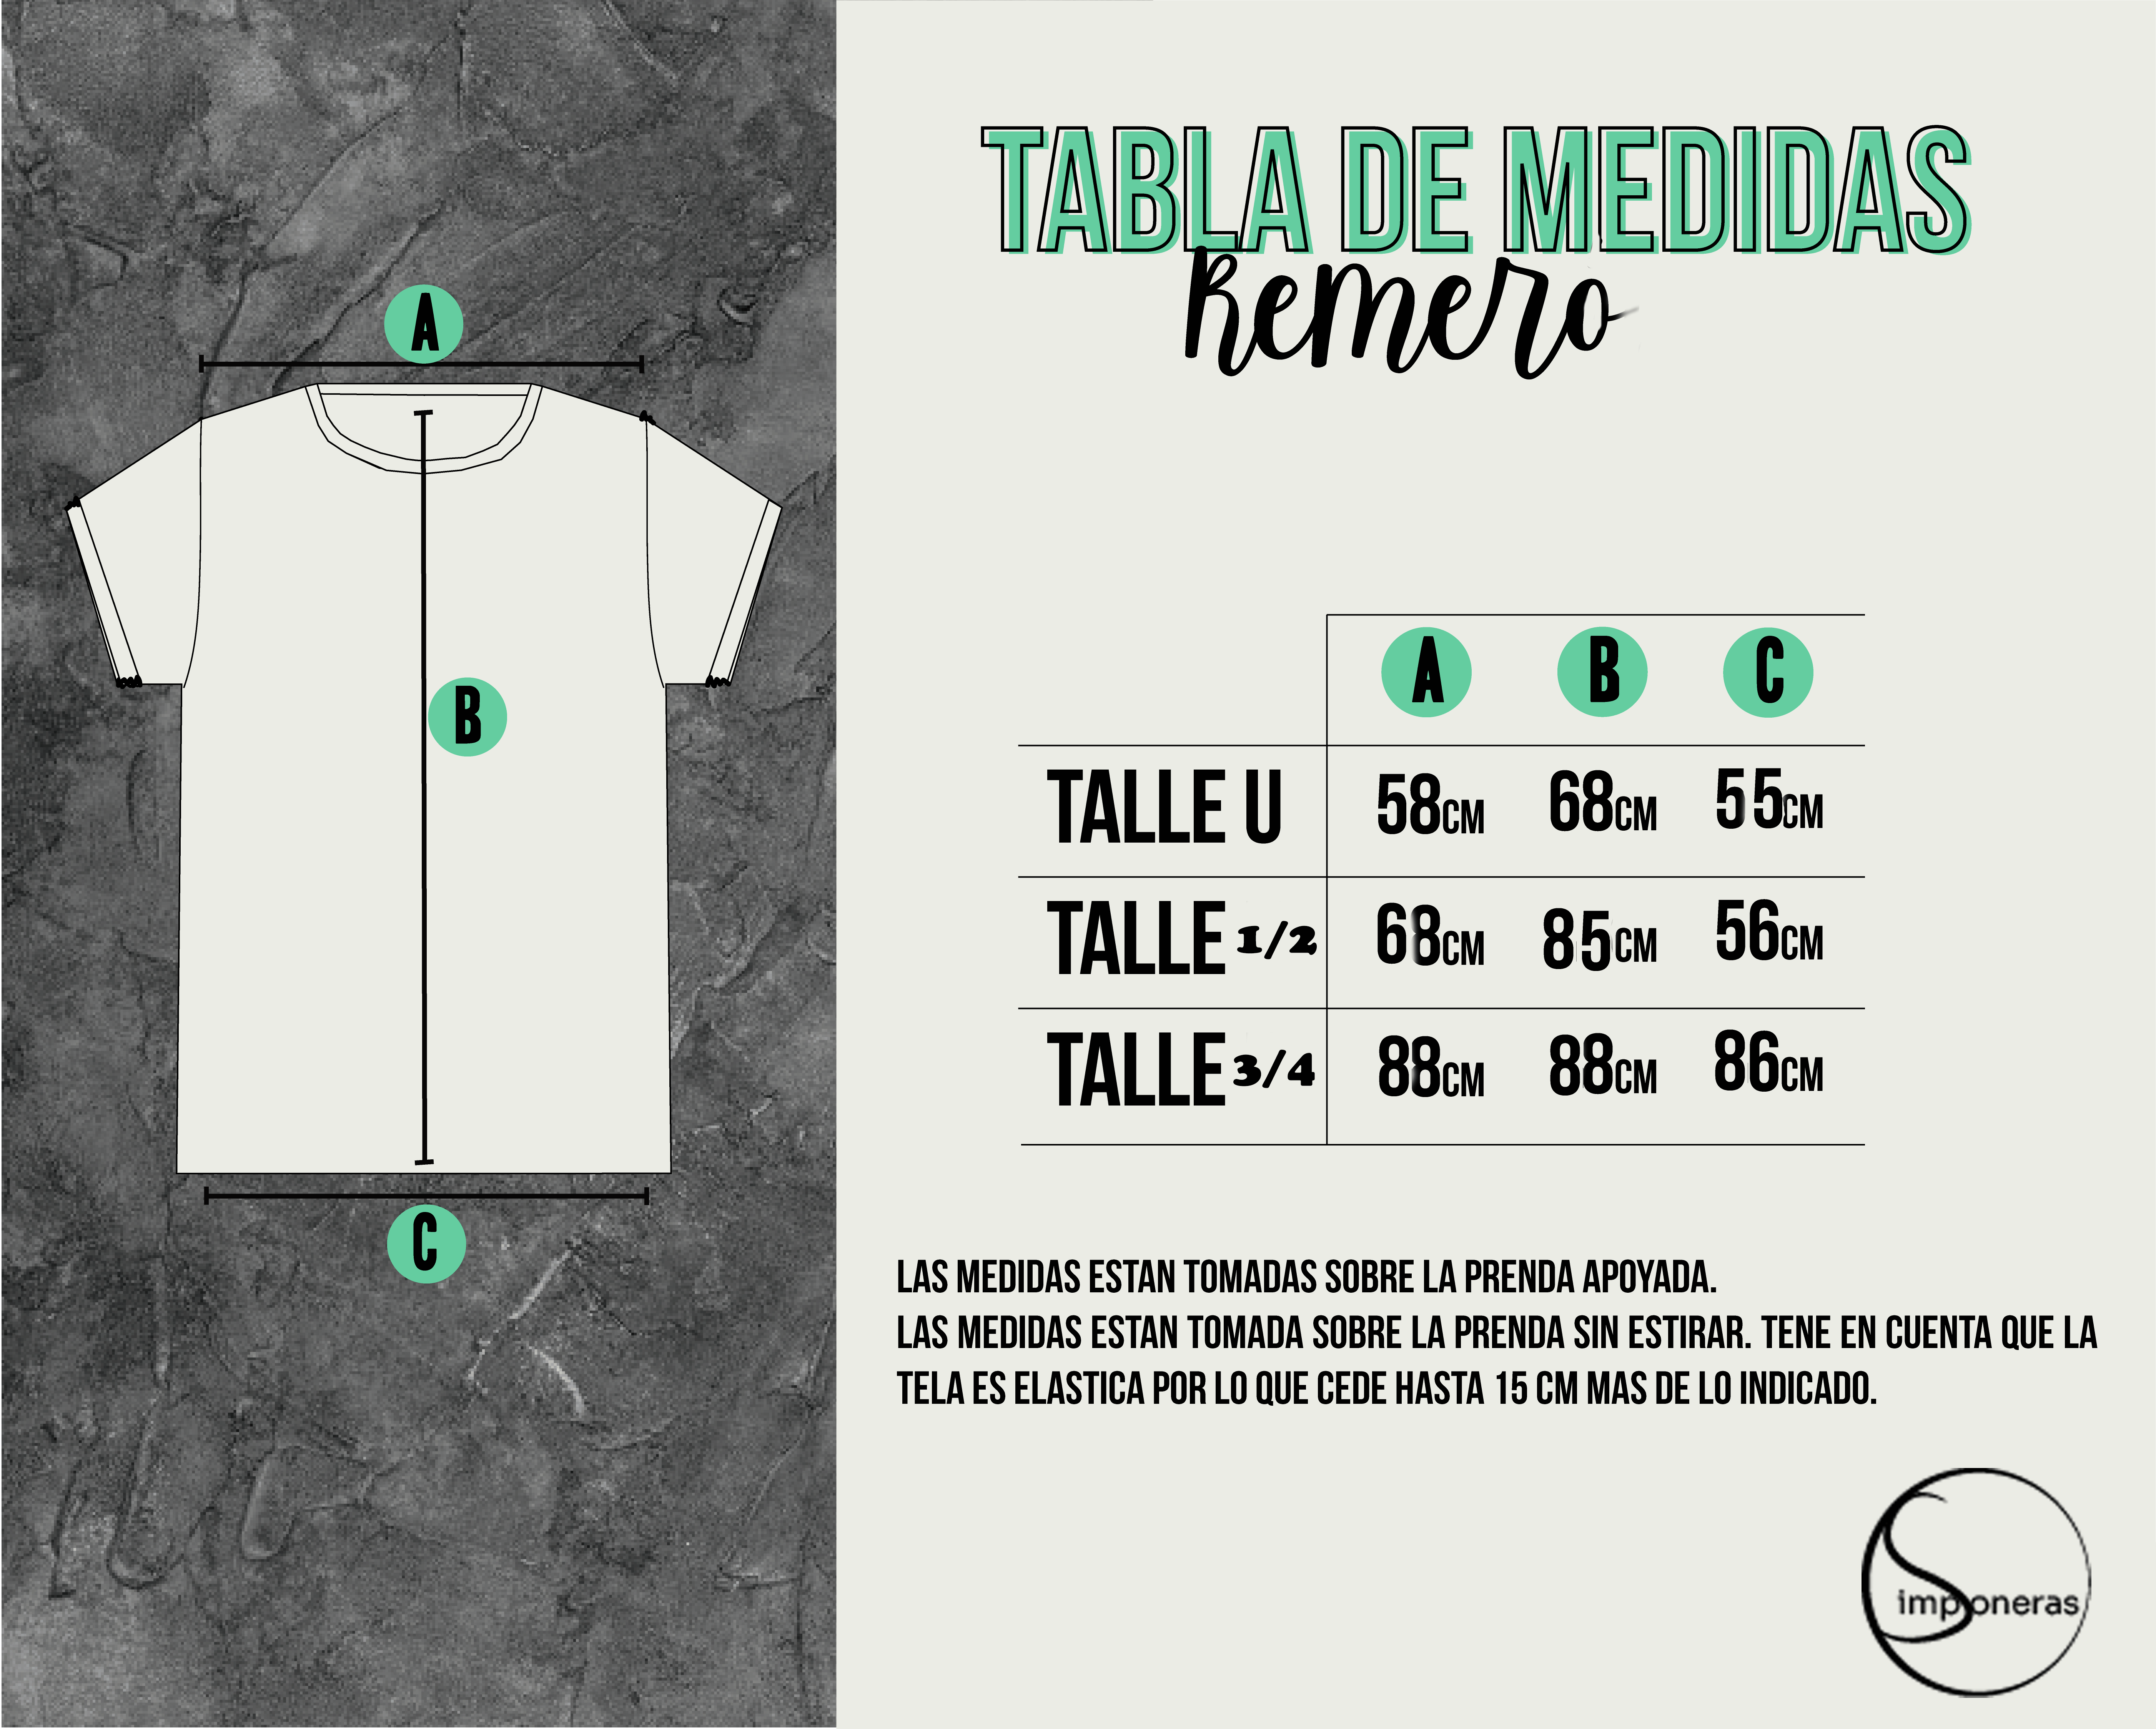 TABLA DE MEDIDAS
Remero
A
B
C
A B C
TALLE U 58CM 68CM 55CM
TALLE 1/2 68CM 85CM 56CM
TALLE 3/4 88CM 88CM 86CM
LAS MEDIDAS ESTAN TOMADAS SOBRE LA PRENDA APOYADA.
LAS MEDIDAS ESTAN TOMADA SOBRE LA PRENDA SIN ESTIRAR. TENE EN CUENTA QUE LA
TELA ES ELASTICA POR LO QUE CEDE HASTA 15 CM MAS DE LO INDICADO.
Simploneras